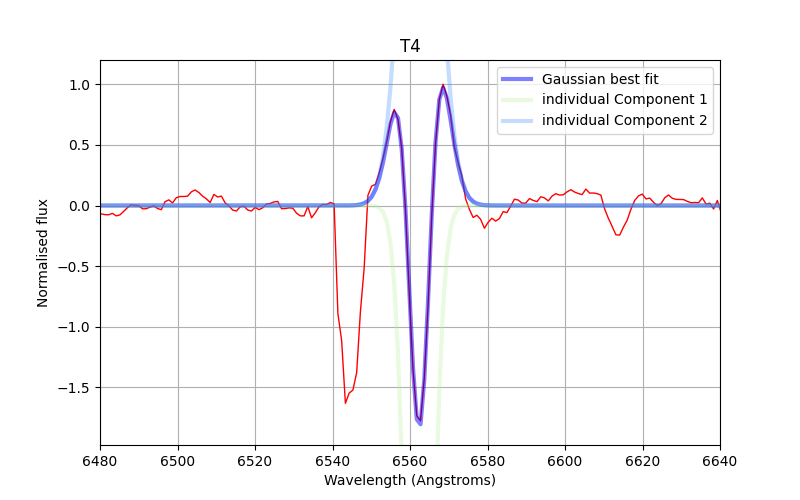 T4
Gaussian best fit
individual Component 1
individual Component 2
Normalised flux
1.0
0.5
0.0
−0.5
−1.0
−1.5
6480 6500 6520 6540 6560 6580 6600 6620 6640
Wavelength (Angstroms)